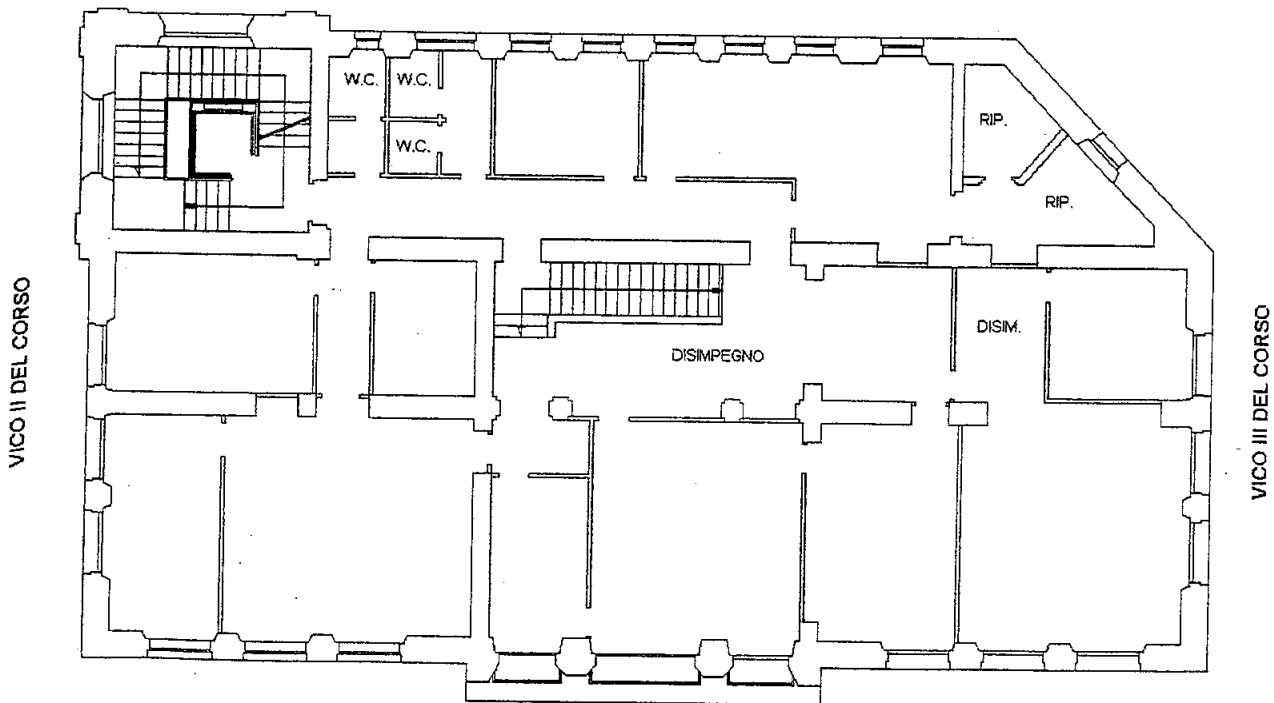 W.C.
W.C.
W.C.
RIP.
RIP.
DISIM.
DISIMPEGNO
VICO II DEL CORSO
VICO III DEL CORSO